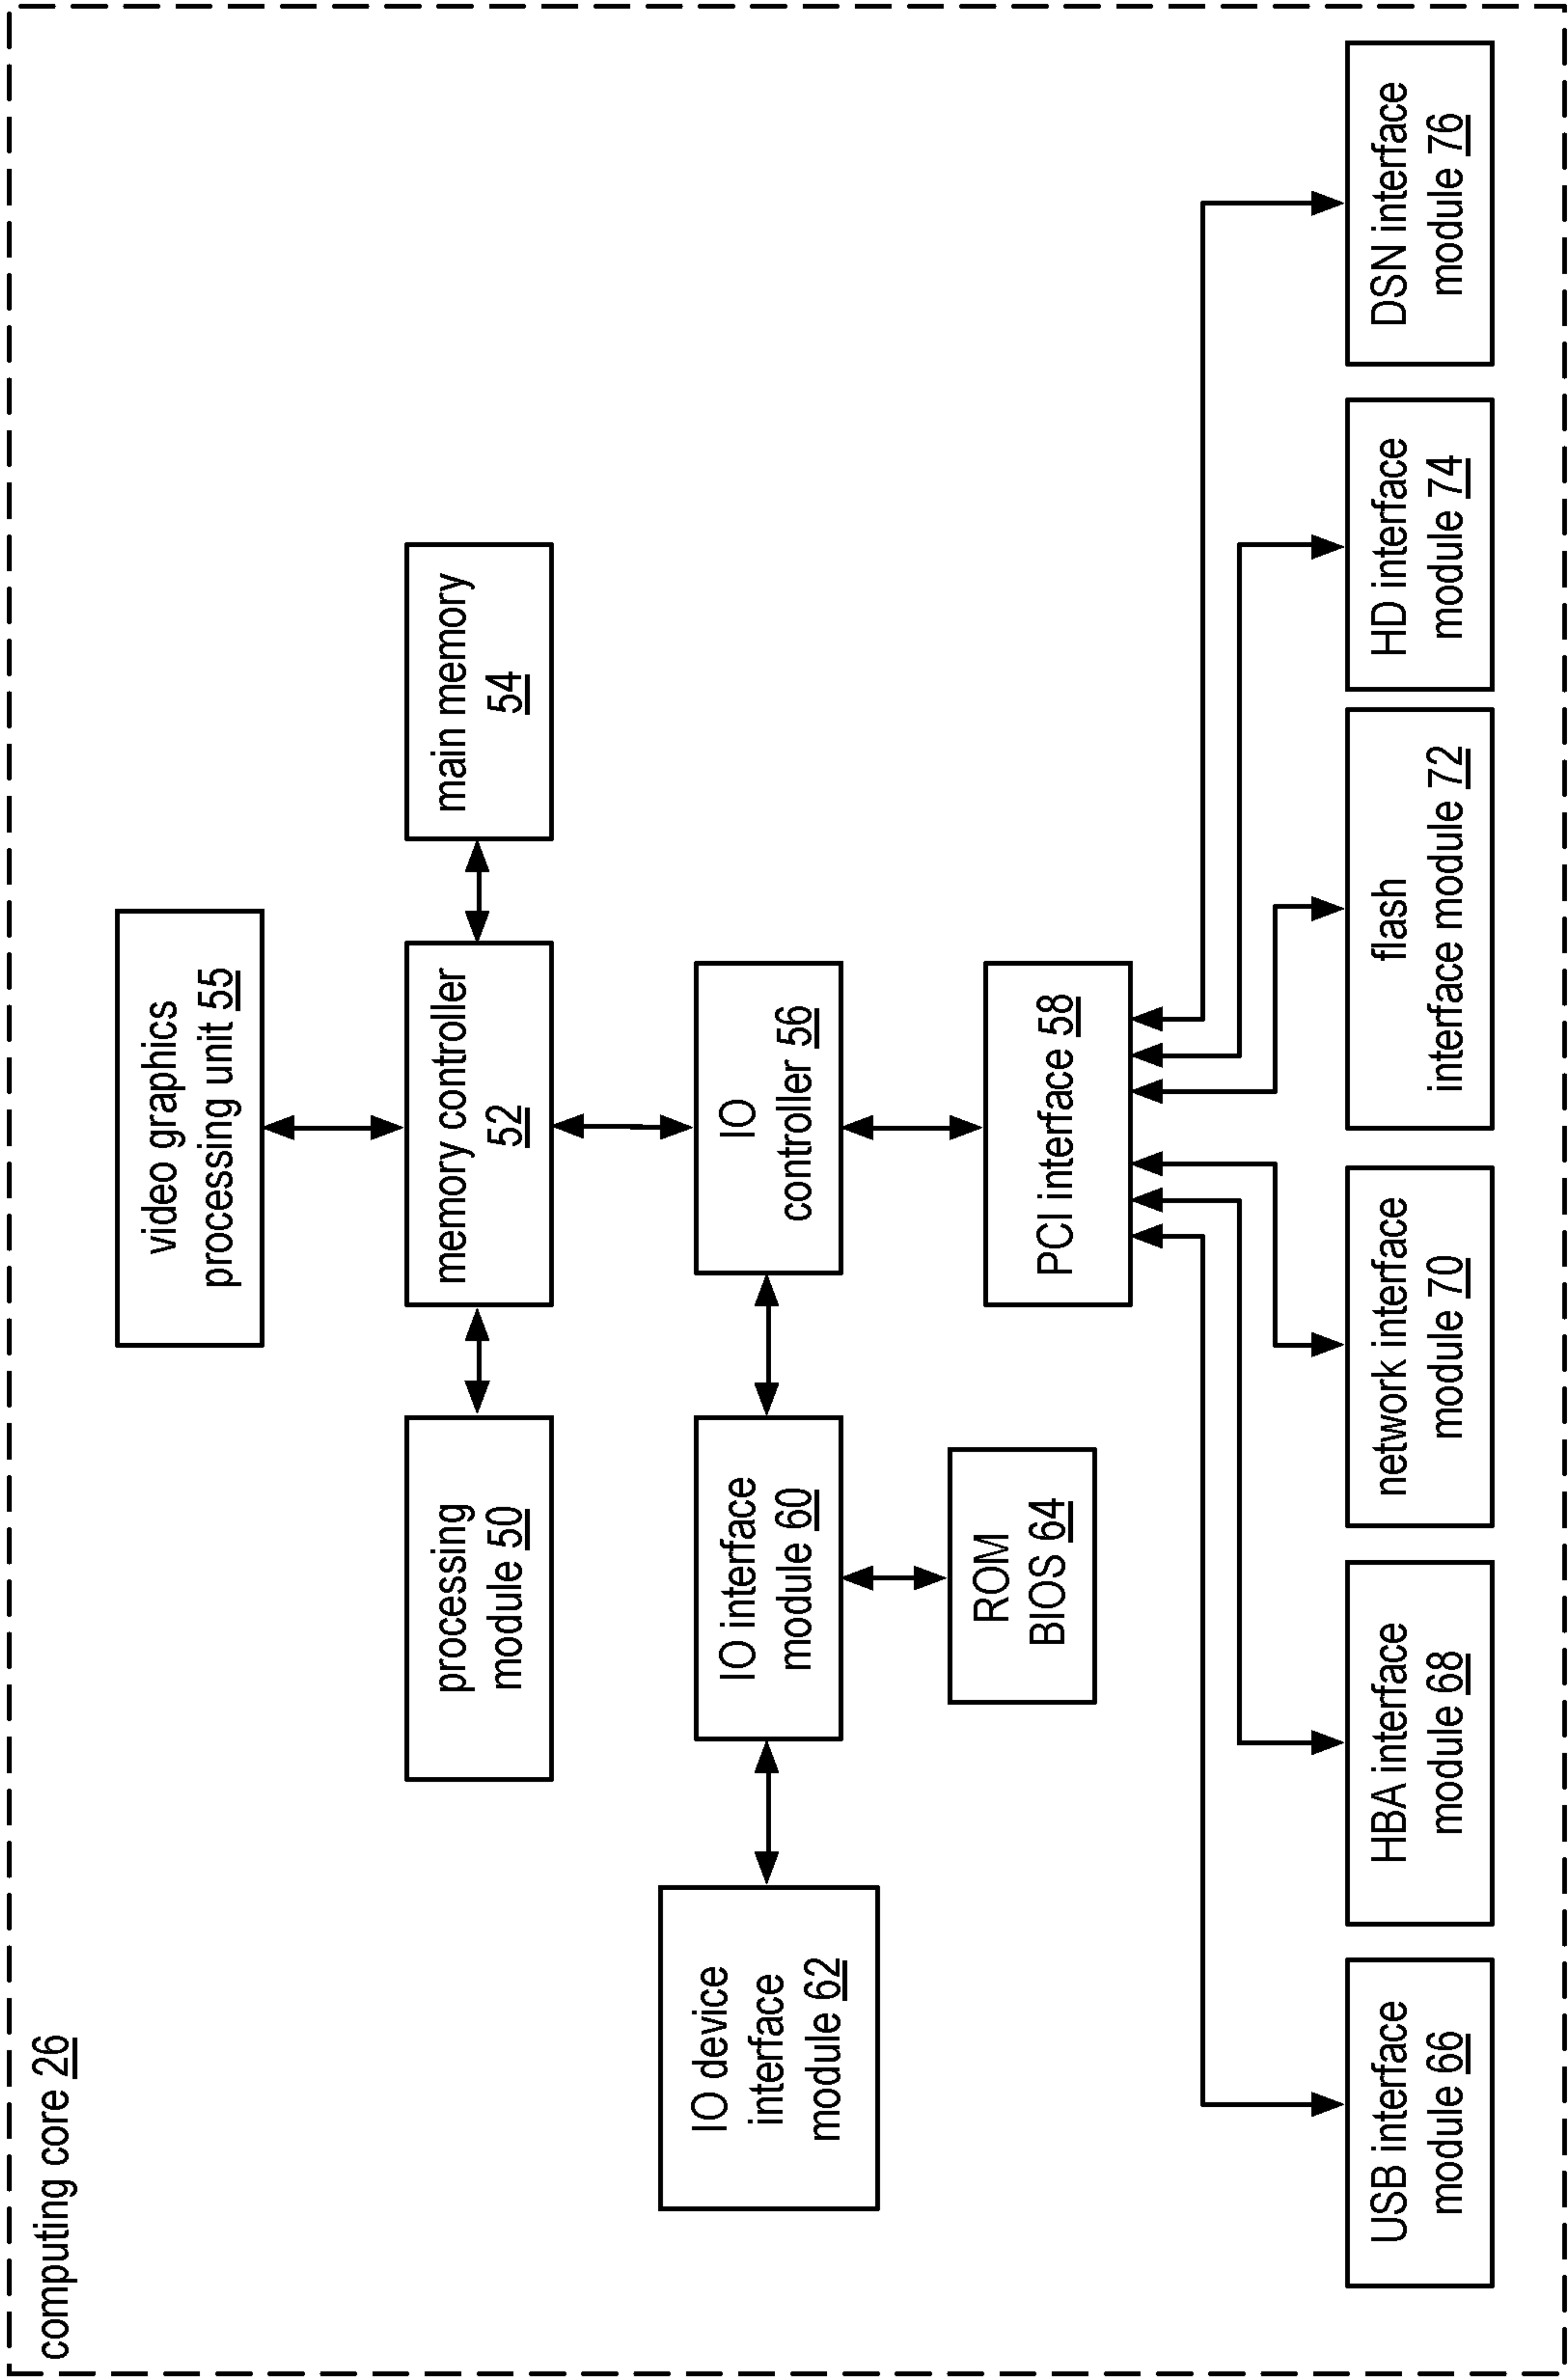 computing core 26
video graphics
processing unit 55
processing
module 50
memory controller
52
main memory
54
IO device
interface
module 62
IO interface
module 60
IO
controller 56
ROM
BIOS 64
PCI interface 58
USB interface
module 66
HBA interface
module 68
network interface
module 70
flash
interface module 72
HD interface
module 74
DSN interface
module 76